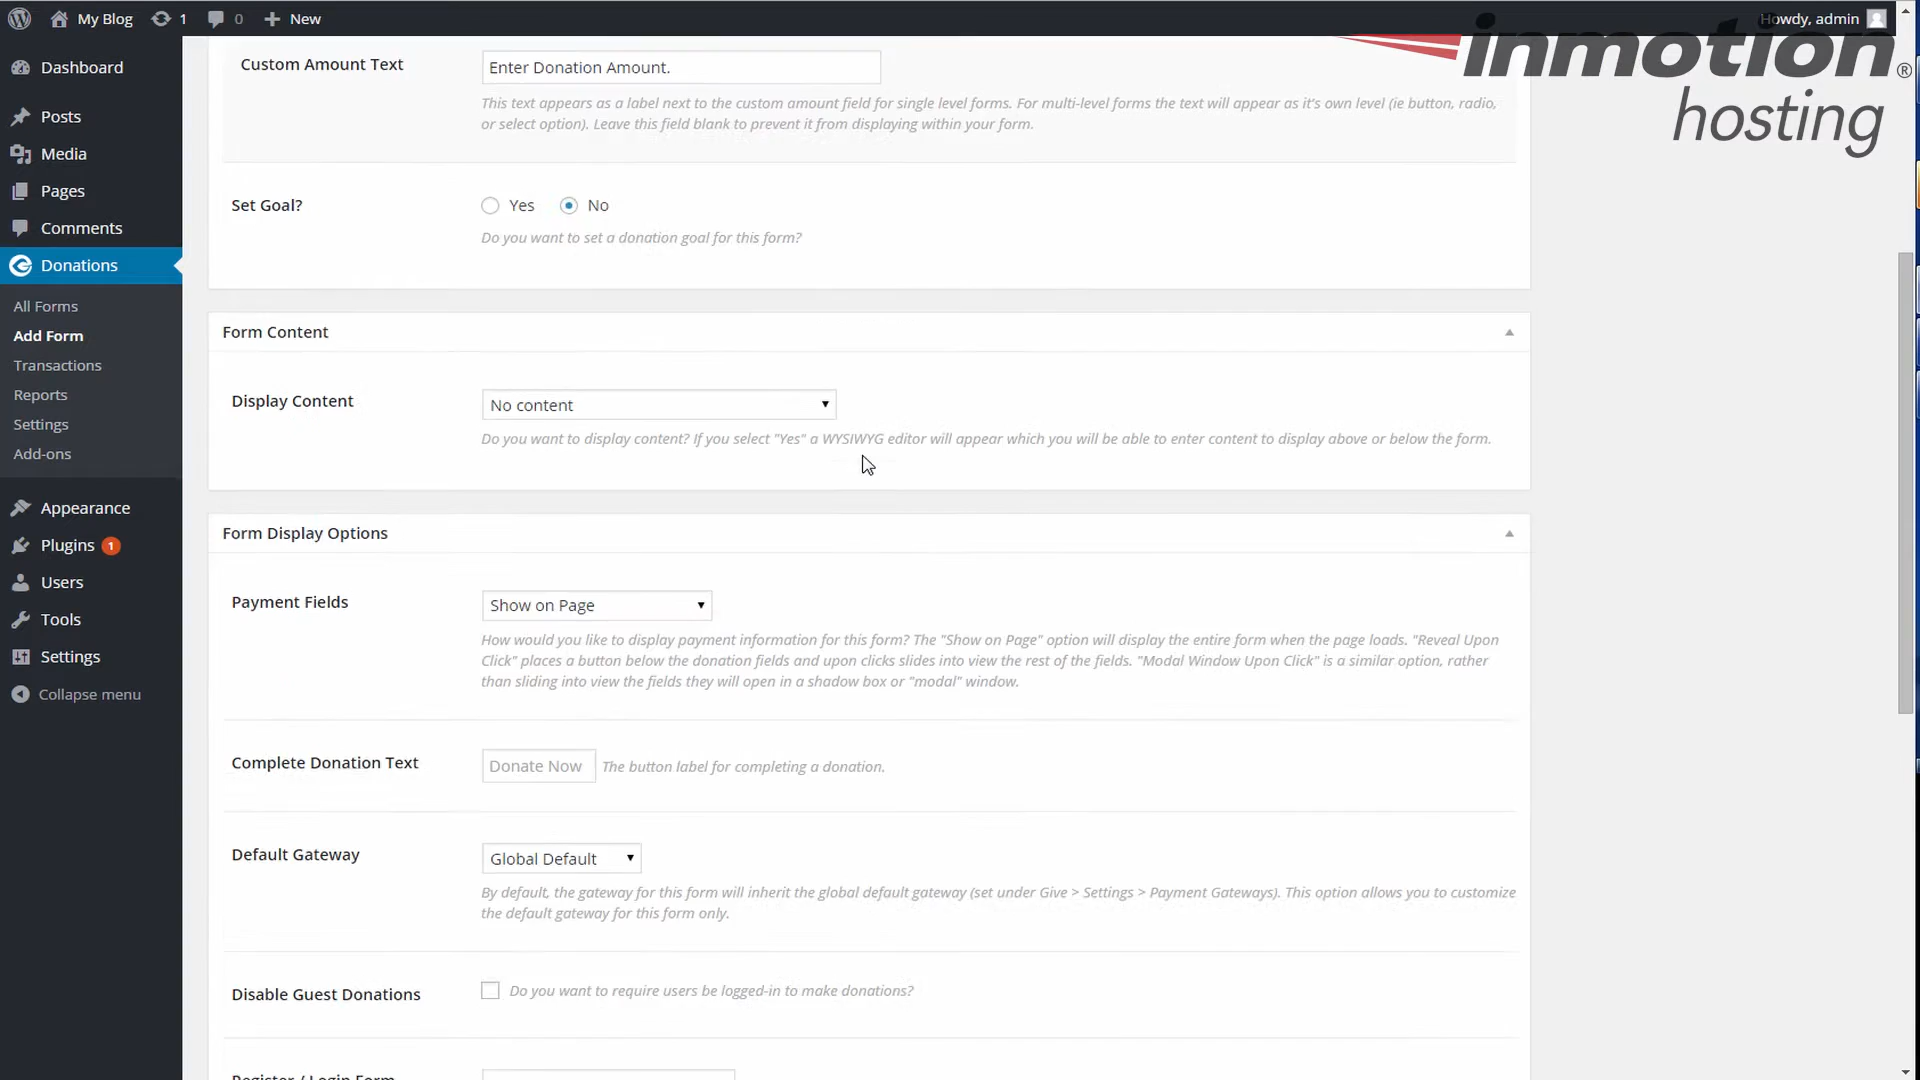 My Blog 1 0 New Howdy, admin
inmotion®
hosting
Dashboard
Posts
Media
Pages
Comments
Donations
All Forms
Add Form
Transactions
Reports
Settings
Add-ons
Appearance
Plugins 1
Users
Tools
Settings
Collapse menu
Custom Amount Text Enter Donation Amount.
This text appears as a label next to the custom amount field for single level forms. For multi-level forms the text will appear as it's own level (ie button, radio,
or select option). Leave this field blank to prevent it from displaying within your form.
Set Goal? Yes No
Do you want to set a donation goal for this form?
Form Content
Display Content No content
Do you want to display content? If you select "Yes" a WYSIWYG editor will appear which you will be able to enter content to display above or below the form.
Form Display Options
Payment Fields Show on Page
How would you like to display payment information for this form? The "Show on Page" option will display the entire form when the page loads. "Reveal Upon
Click" places a button below the donation fields and upon clicks slides into view the rest of the fields. "Modal Window Upon Click" is a similar option, rather
than sliding into view the fields they will open in a shadow box or "modal" window.
Complete Donation Text Donate Now The button label for completing a donation.
Default Gateway Global Default
By default, the gateway for this form will inherit the global default gateway (set under Give > Settings > Payment Gateways). This option allows you to customize
the default gateway for this form only.
Disable Guest Donations Do you want to require users be logged-in to make donations?
Register / Login Form